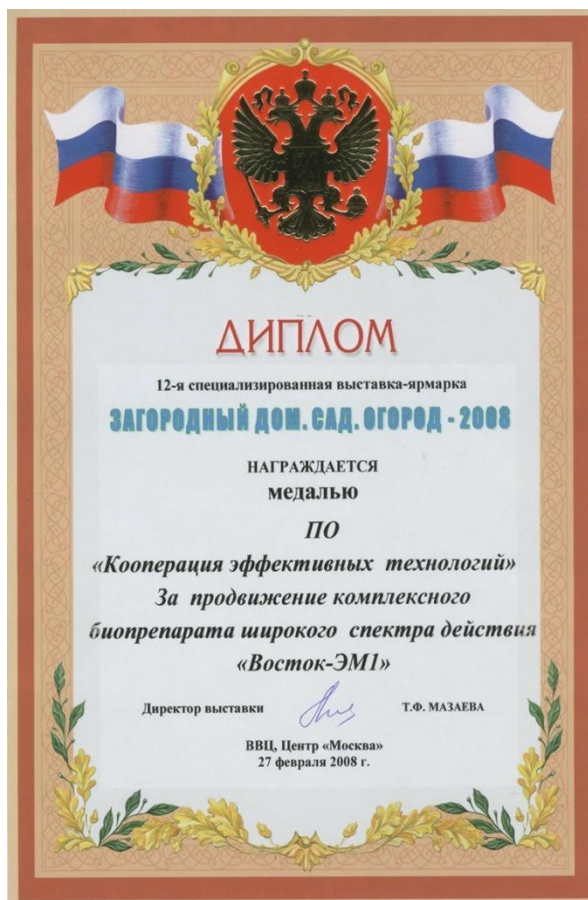 ДИПЛОМ
12-я специализированная выставка-ярмарка
ЗАГОРОДНЫЙ ДОМ. САД. ОГОРОД - 2008
НАГРАЖДАЕТСЯ
медалью
ПО
«Кооперация эффективных технологий»
За продвижение комплексного
биопрепарата широкого спектра действия
«Восток-ЭМ1»
Директор выставки Т.Ф. МАЗАЕВА
ВВЦ, Центр «Москва»
27 февраля 2008 г.